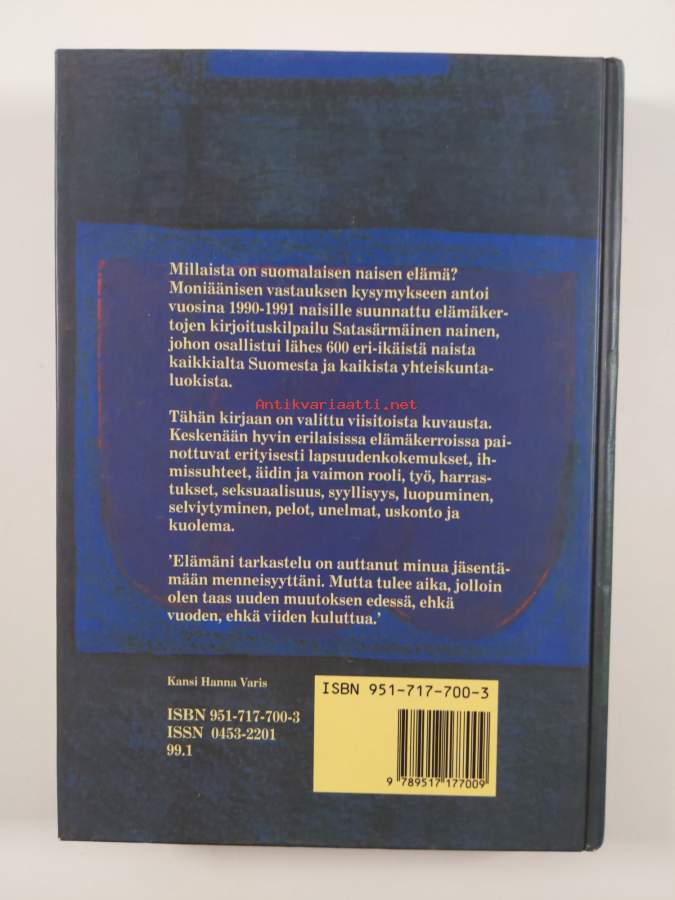 Millaista on suomalaisen naisen elämä?
Moniäänisen vastauksen kysymykseen antoi
vuosina 1990-1991 naisille suunnattu elämäker-
tojen kirjoituskilpailu Satasärmäinen nainen,
johon osallistui lähes 600 eri-ikäistä naista
kaikkialta Suomesta ja kaikista yhteiskunta-
luokista.
Antikvariaatti.net
Tähän kirjaan on valittu viisitoista kuvausta.
Keskenään hyvin erilaisissa elämäkerroissa pai-
nottuvat erityisesti lapsuudenkokemukset, ih-
missuhteet, äidin ja vaimon rooli, työ, harras-
tukset, seksuaalisuus, syyllisyys, luopuminen,
selviytyminen, pelot, unelmat, uskonto ja
kuolema.
'Elämäni tarkastelu on auttanut minua jäsentä-
mään menneisyyttäni. Mutta tulee aika, jolloin
olen taas uuden muutoksen edessä, ehkä
vuoden, ehkä viiden kuluttua.'
Kansi Hanna Varis
ISBN 951-717-700-3
ISSN 0453-2201
99.1
ISBN 951-717-700-3
9 789517 177009